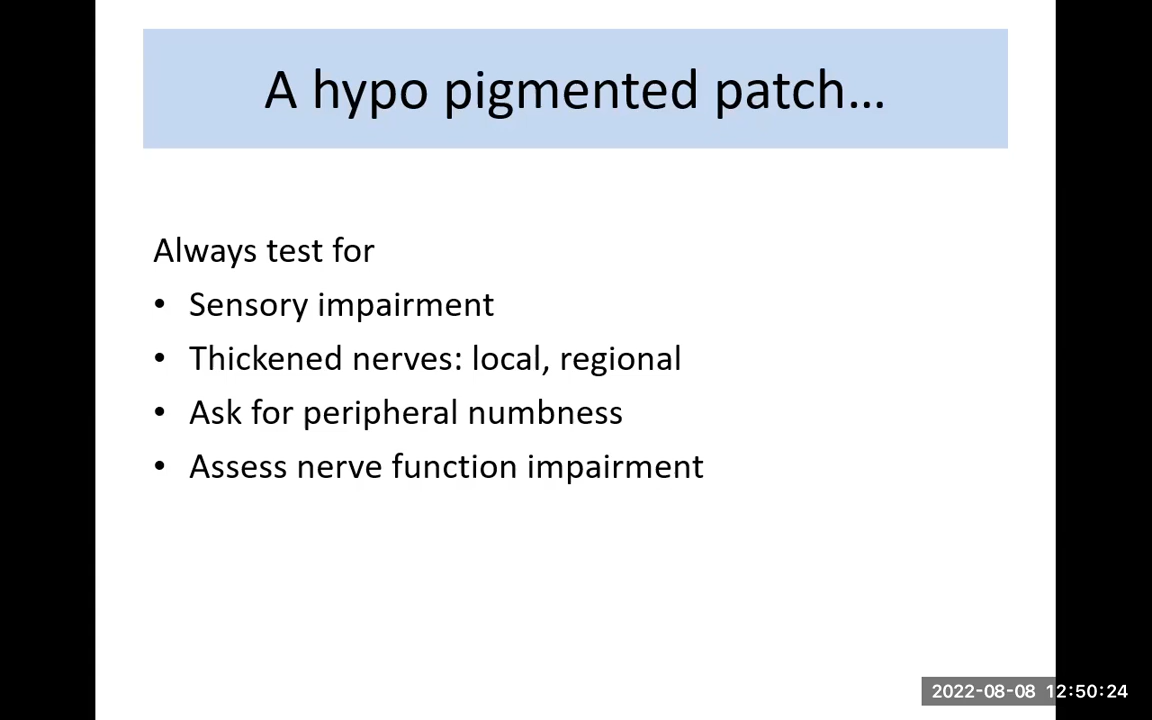 A hypo pigmented patch...
Always test for
• Sensory impairment
• Thickened nerves: local, regional
• Ask for peripheral numbness
• Assess nerve function impairment
2022-08-08 12:50:24